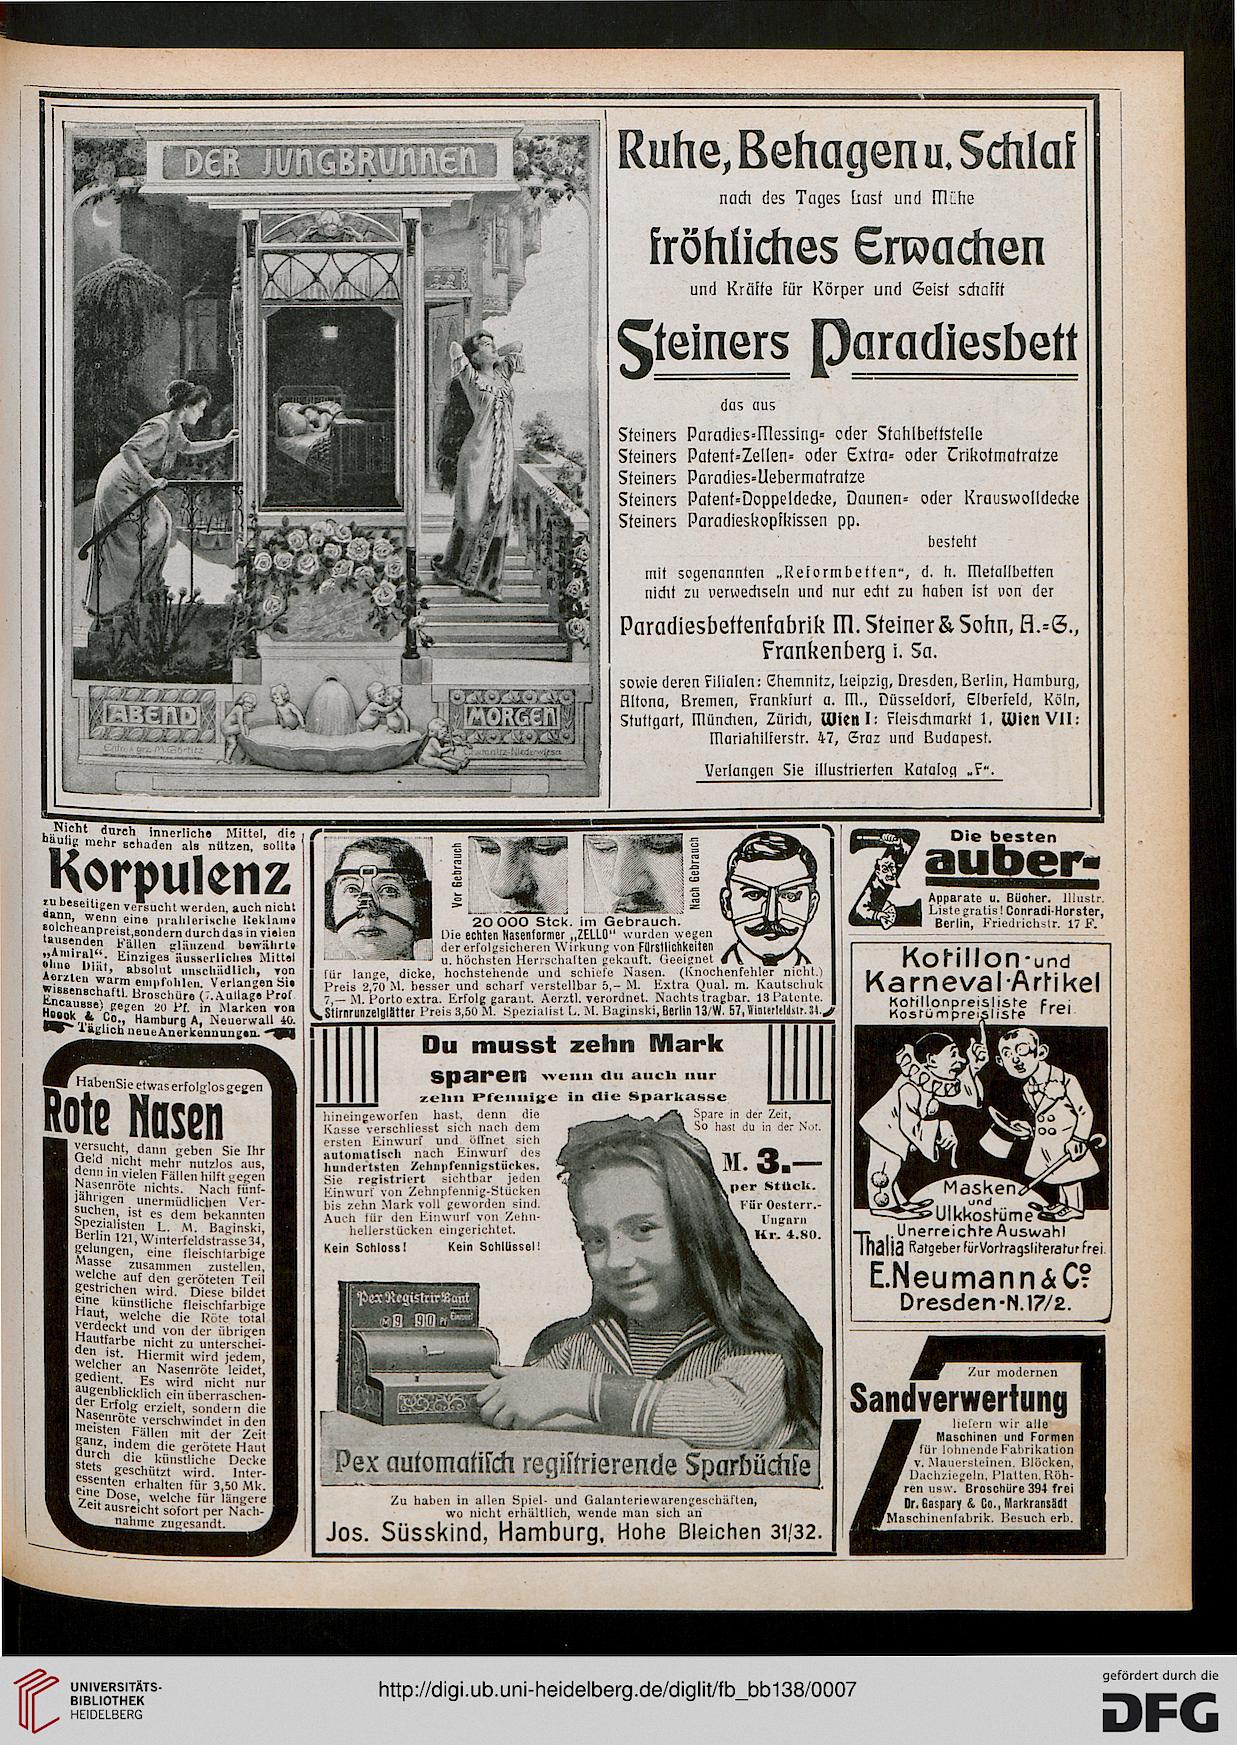 DER JUNGBRUNNEN
ABEND
MORGEN
Ruhe, Behagen u. Schlaf
nach des Tages Last und Mühe
fröhliches Erwachen
und Kräfte für Körper und Geist schafft
Steiners Paradiesbett
das aus
Steiners Paradies-Messing- oder Stahlbettstelle
Steiners Patent-Zellen- oder Extra- oder Trikotmatratze
Steiners Paradies-Uebermatratze
Steiners Patent-Doppeldecke, Daunen- oder Krauswolldecke
Steiners Paradieskopfkissen pp.
besteht
mit sogenannten „Reformbetten“, d. h. Metallbetten
nicht zu verwechseln und nur echt zu haben ist von der
Paradiesbettenfabrik M. Steiner & Sohn, A.-G.,
Frankenberg i. Sa.
sowie deren Filialen: Chemnitz, Leipzig, Dresden, Berlin, Hamburg,
Altona, Bremen, Frankfurt a. M., Düsseldorf, Elberfeld, Köln,
Stuttgart, München, Zürich, Wien I: Fleischmarkt 1, Wien VII:
Mariahilferstr. 47, Graz und Budapest.
Verlangen Sie illustrierten Katalog „F“.
Nicht durch innerliche Mittel, die
häufig mehr schaden als nützen, sollte
Korpulenz
zu beseitigen versucht werden, auch nicht
dann, wenn eine prahlerische Reklame
solche anpreist, sondern durch das in vielen
tausenden Fällen glänzend bewährte
„Amiral“. Einziges äusserliches Mittel
ohne Diät, absolut unschädlich, von
Aerzten warm empfohlen. Verlangen Sie
wissenschaftl. Broschüre (7. Auflage Prof.
Encausse) gegen 20 Pf. in Marken von
Hoock & Co., Hamburg A, Neuerwall 40.
Täglich neue Anerkennungen.
Haben Sie etwas erfolglos gegen
Rote Nasen
versucht, dann geben Sie Ihr
Geld nicht mehr nutzlos aus,
denn in vielen Fällen hilft gegen
Nasenröte nichts. Nach fünf-
jährigen unermüdlichen Ver-
suchen, ist es dem bekannten
Spezialisten L. M. Baginski,
Berlin 121, Winterfeldstrasse 34,
gelungen, eine fleischfarbige
Masse zusammen zustellen,
welche auf den geröteten Teil
gestrichen wird. Diese bildet
eine künstliche fleischfarbige
Haut, welche die Röte total
verdeckt und von der übrigen
Hautfarbe nicht zu unterschei-
den ist. Hiermit wird jedem,
welcher an Nasenröte leidet,
gedient. Es wird nicht nur
augenblicklich ein überraschen-
der Erfolg erzielt, sondern die
Nasenröte verschwindet in den
meisten Fällen mit der Zeit
ganz, indem die gerötete Haut
durch die künstliche Decke
stets geschützt wird. Inter-
essenten erhalten für 3,50 Mk.
eine Dose, welche für längere
Zeit ausreicht sofort per Nach-
nahme zugesandt.
Vor Gebrauch
Nach Gebrauch
20 000 Stck. im Gebrauch.
Die echten Nasenformer „ZELLO“ wurden wegen
der erfolgsicheren Wirkung von Fürstlichkeiten
u. höchsten Herrschaften gekauft. Geeignet
für lange, dicke, hochstehende und schiefe Nasen. (Knochenfehler nicht.)
Preis 2,70 M. besser und scharf verstellbar 5,– M. Extra Qual. m. Kautschuk
7,– M. Porto extra. Erfolg garant. Aerztl. verordnet. Nachts tragbar. 13 Patente.
Stirnrunzelglätter Preis 3,50 M. Spezialist L. M. Baginski, Berlin 13/W. 57, Winterfeldstr. 34.
Du musst zehn Mark
sparen wenn du auch nur
zehn Pfennige in die Sparkasse
hineingeworfen hast, denn die
Kasse verschliesst sich nach dem
ersten Einwurf und öffnet sich
automatisch nach Einwurf des
hundertsten Zehnpfennigstückes.
Sie registriert sichtbar jeden
Einwurf von Zehnpfennig-Stücken
bis zehn Mark voll geworden sind.
Auch für den Einwurf von Zehn-
hellerstücken eingerichtet.
Kein Schloss! Kein Schlüssel!
Spare in der Zeit,
So hast du in der Not.
M. 3.—
per Stück.
Für Oesterr.-
Ungarn
Kr. 4.80.
Pex Registrir Bank
M 9 90 Pf
Pex automatisch registrierende Sparbüchse
Zu haben in allen Spiel- und Galanteriewarengeschäften,
wo nicht erhältlich, wende man sich an
Jos. Süsskind, Hamburg, Hohe Bleichen 31/32.
Die besten
Zauber-
Apparate u. Bücher. Illustr.
Liste gratis! Conradi-Horster,
Berlin, Friedrichstr. 17 F.
Kotillon- und
Karneval-Artikel
Kotillonpreisliste
Kostümpreisliste frei
Masken
und
Ulkkostüme
Unerreichte Auswahl
Thalia Ratgeber für Vortragsliteratur frei.
E. Neumann & Co.
Dresden-N. 17/2.
Zur modernen
Sandverwertung
liefern wir alle
Maschinen und Formen
für lohnende Fabrikation
v. Mauersteinen, Blöcken,
Dachziegeln, Platten, Röh-
ren usw. Broschüre 394 frei
Dr. Gaspary & Co., Markransädt
Maschinenfabrik. Besuch erb.
UNIVERSITÄTS-
BIBLIOTHEK
HEIDELBERG
http://digi.ub.uni-heidelberg.de/diglit/fb_bb138/0007
gefördert durch die
DFG